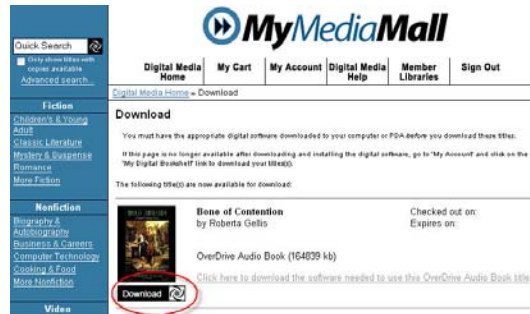 MyMediaMall
Quick Search
Only show titles with
copies available
Advanced search...
Digital Media
Home
My Cart
My Account
Digital Media
Help
Member
Libraries
Sign Out
Digital Media Home » Download
Fiction
Children's & Young
Adult
Classic Literature
Mystery & Suspense
Romance
More Fiction
Nonfiction
Biography &
Autobiography
Business & Careers
Computer Technology
Cooking & Food
More Nonfiction
Video
Download
You must have the appropriate digital software downloaded to your computer or PDA before you download these titles.
If this page is no longer available after downloading and installing the digital software, go to 'My Account' and click on the
'My Digital Bookshelf' link to download your titles(s).
The following title(s) are now available for download:
Bone of Contention
by Roberta Gellis
Checked out on:
Expires on:
OverDrive Audio Book (164839 kb)
Click here to download the software needed to use this OverDrive Audio Book title
Download